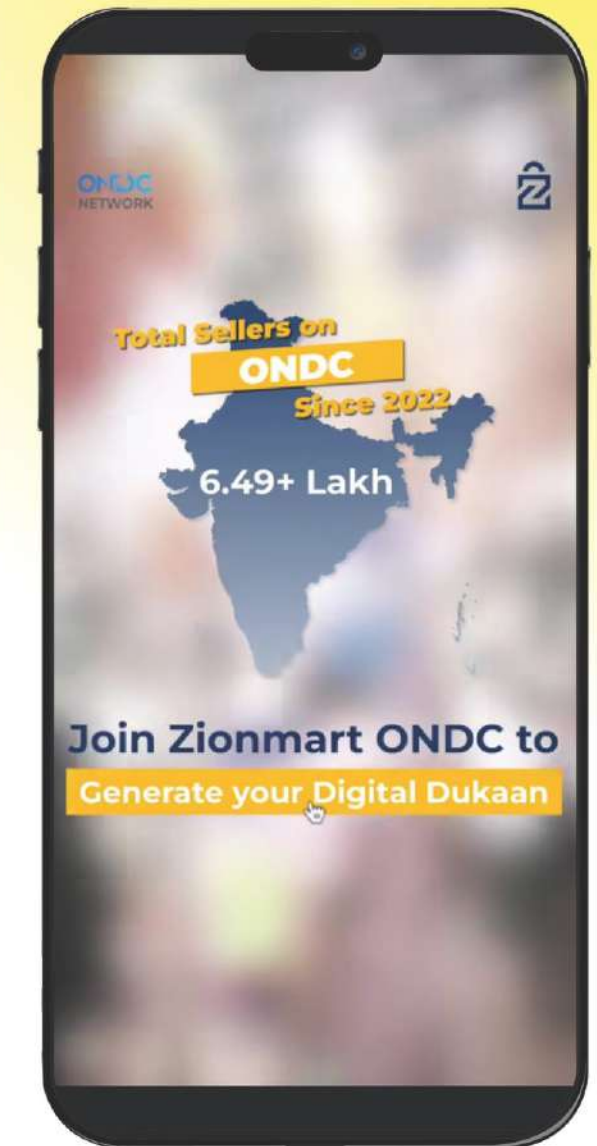 ONDC
NETWORK
Z
Total Sellers on
ONDC
Since 2022
6.49+ Lakh
Join Zionmart ONDC to
Generate your Digital Dukaan